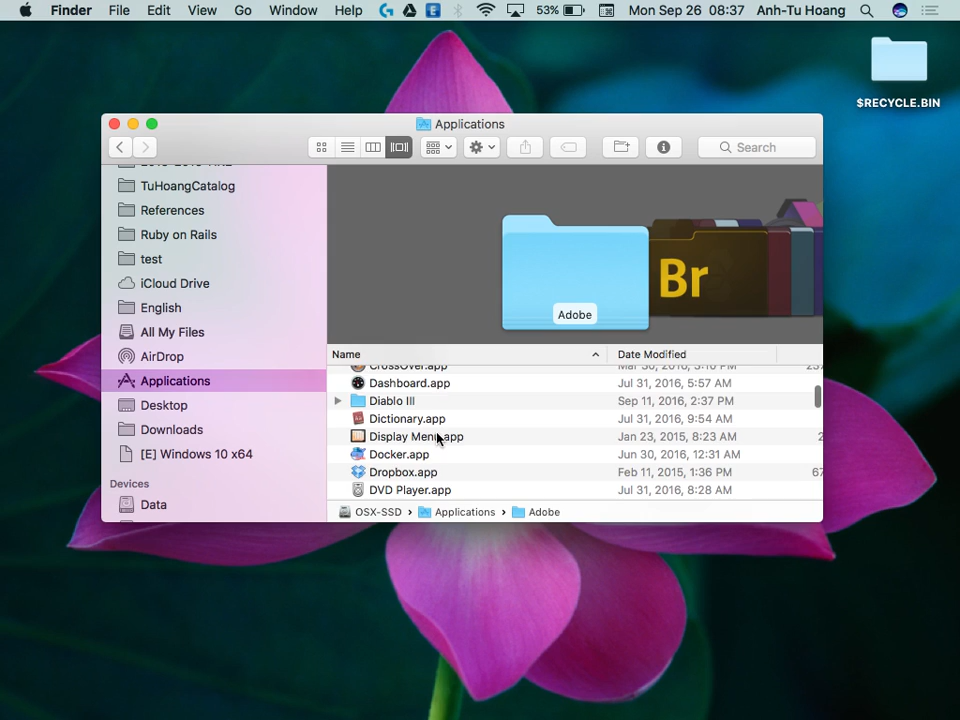 Finder File Edit View Go Window Help E 53% Mon Sep 26 08:37 Anh-Tu Hoang
$RECYCLE.BIN
Applications
Search
TuHoangCatalog
References
Ruby on Rails
test
iCloud Drive
English
All My Files
AirDrop
Applications
Desktop
Downloads
[E] Windows 10 x64
Devices
Data
Br
Adobe
Name Date Modified
CrossOver.app
Dashboard.app Jul 31, 2016, 5:57 AM
Diablo III Sep 11, 2016, 2:37 PM
Dictionary.app Jul 31, 2016, 9:54 AM
Display Menu.app Jan 23, 2015, 8:23 AM 2
Docker.app Jun 30, 2016, 12:31 AM
Dropbox.app Feb 11, 2015, 1:36 PM 67
DVD Player.app Jul 31, 2016, 8:28 AM
OSX-SSD › Applications › Adobe